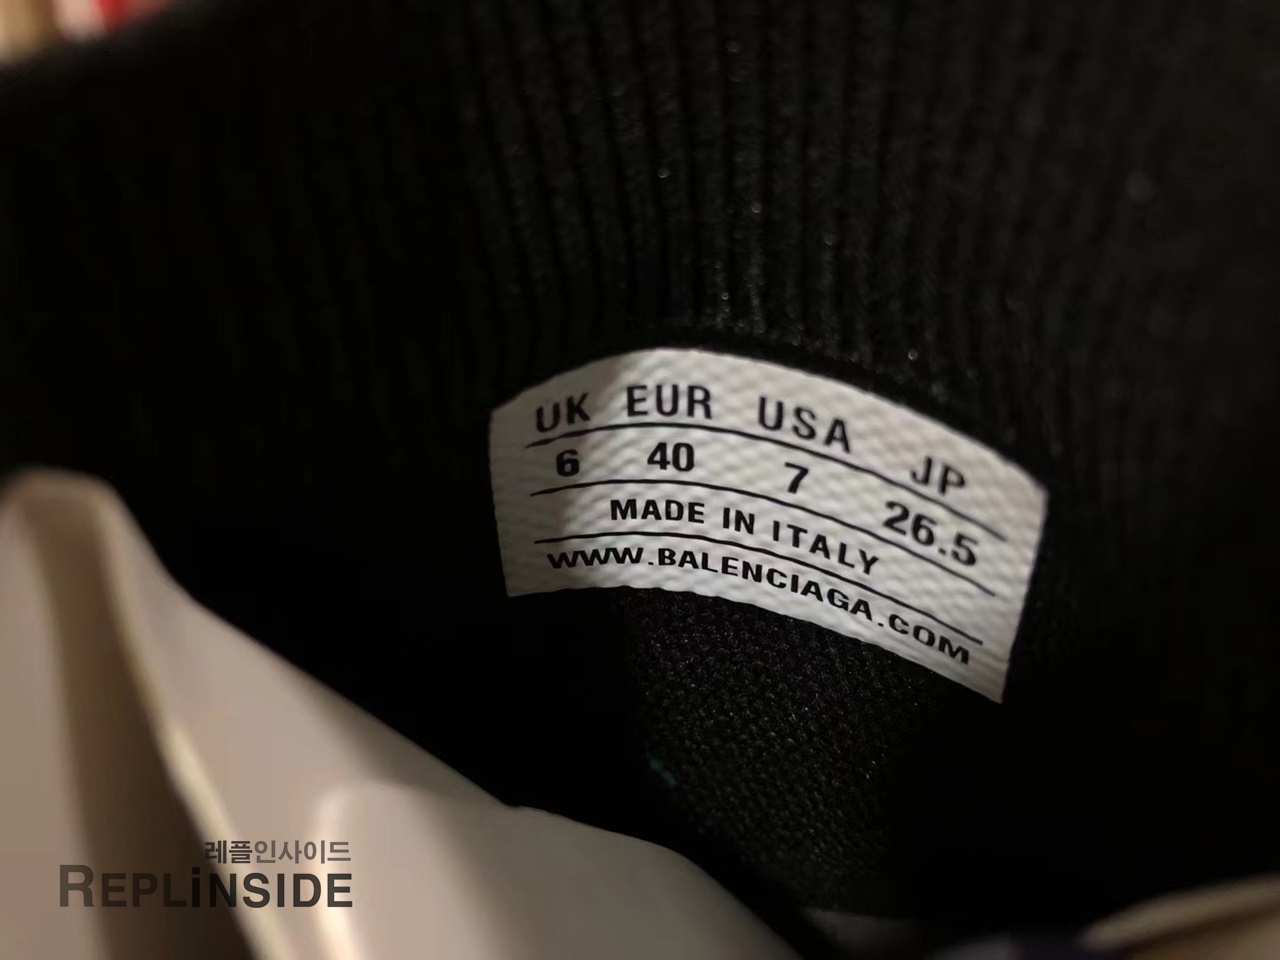 UK EUR USA JP
6 40 7 26.5
MADE IN ITALY
WWW.BALENCIAGA.COM
레플인사이드
REPLiNSIDE